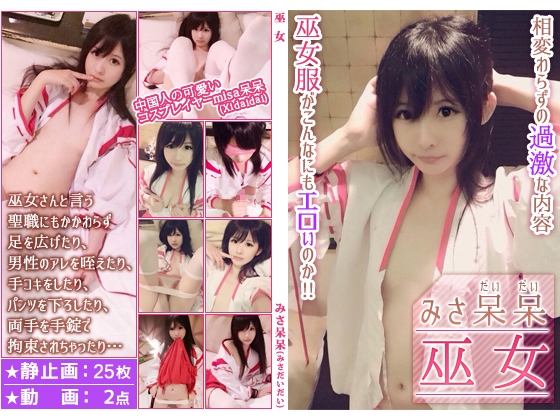 巫女
中国人の可愛い
コスプレイヤーmisa呆呆
(Xidaidai)
巫女さんと言う
聖職にもかかわらず、
足を広げたり、
男性のアレを咥えたり、
手コキをしたり、
パンツを下ろしたり、
両手を手錠で
拘束されちゃったり…
★静止画：25枚
★動　画：　2点
巫女
みさ呆呆(みさだいだい)
相変わらずの過激な内容
巫女服がこんなにもエロいのか!!
だい だい
みさ呆呆
巫女